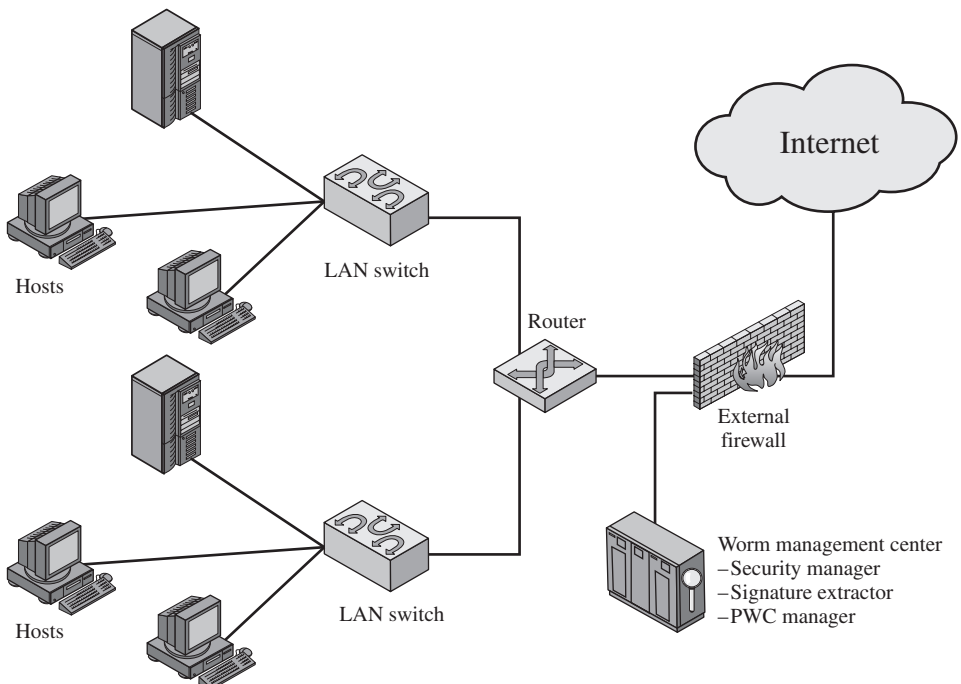 Internet
LAN switch
Hosts
Router
External
firewall
Worm management center
–Security manager
–Signature extractor
–PWC manager
LAN switch
Hosts